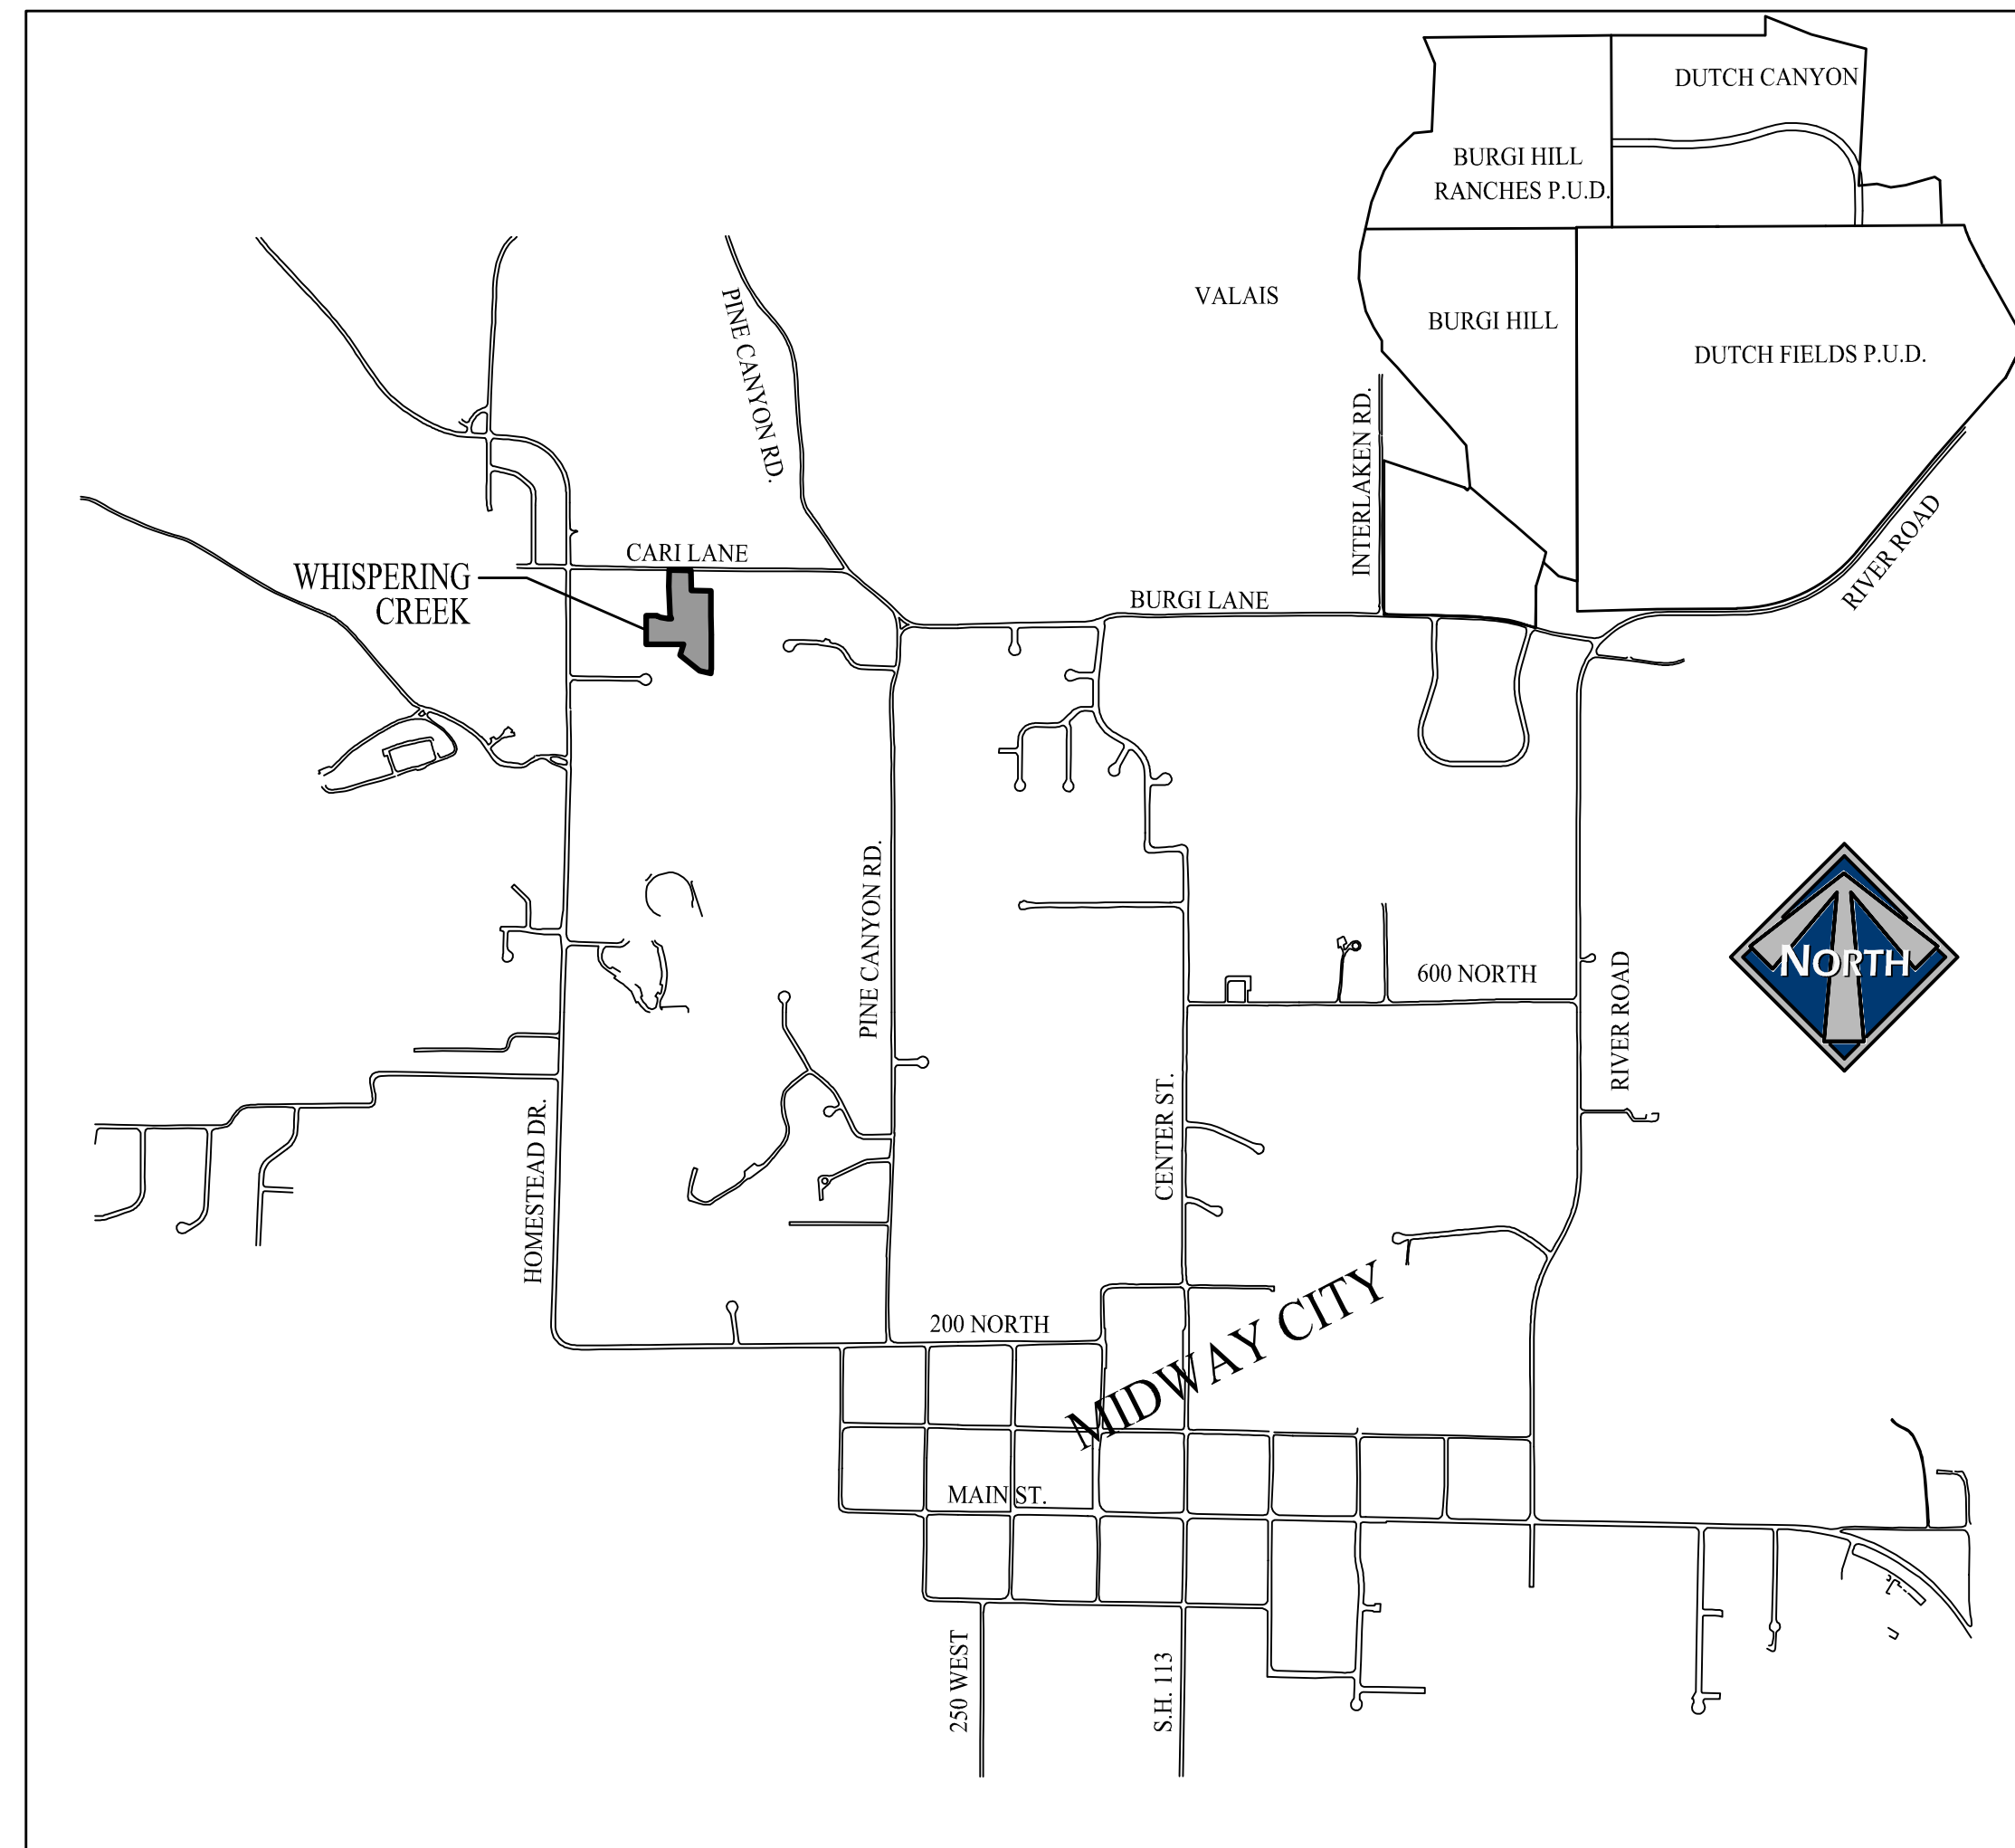 DUTCH CANYON
BURGI HILL
RANCHES P.U.D.
VALAIS
BURGI HILL
DUTCH FIELDS P.U.D.
PINE CANYON RD.
INTERLAKEN RD.
RIVER ROAD
CARI LANE
WHISPERING
CREEK
BURGI LANE
PINE CANYON RD.
600 NORTH
RIVER ROAD
NORTH
HOMESTEAD DR.
CENTER ST.
200 NORTH
MIDWAY CITY
MAIN ST.
250 WEST
S.H. 113